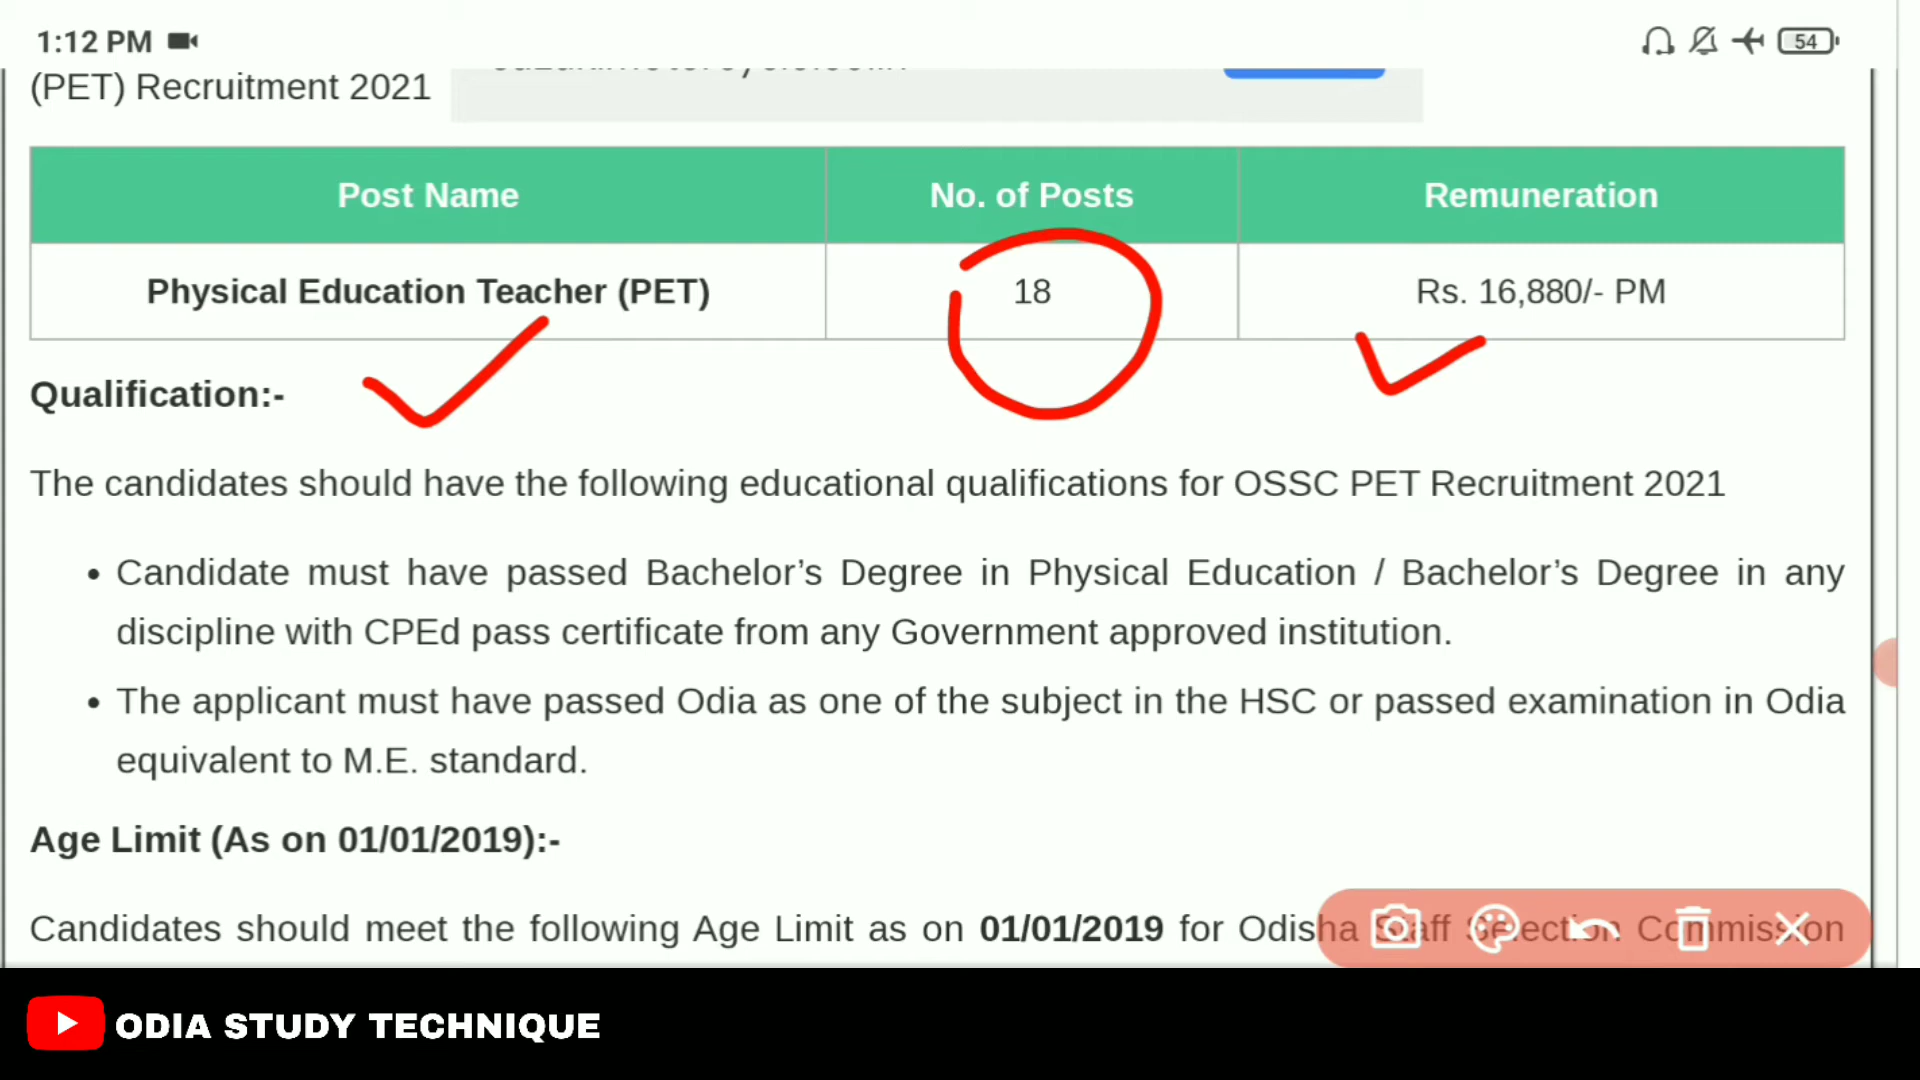 1:12 PM
54
(PET) Recruitment 2021
Post Name No. of Posts Remuneration
Physical Education Teacher (PET) 18 Rs. 16,880/- PM
Qualification:-
The candidates should have the following educational qualifications for OSSC PET Recruitment 2021
• Candidate must have passed Bachelor’s Degree in Physical Education / Bachelor’s Degree in any
discipline with CPEd pass certificate from any Government approved institution.
• The applicant must have passed Odia as one of the subject in the HSC or passed examination in Odia
equivalent to M.E. standard.
Age Limit (As on 01/01/2019):-
Candidates should meet the following Age Limit as on 01/01/2019 for Odisha Staff Selection Commission
ODIA STUDY TECHNIQUE